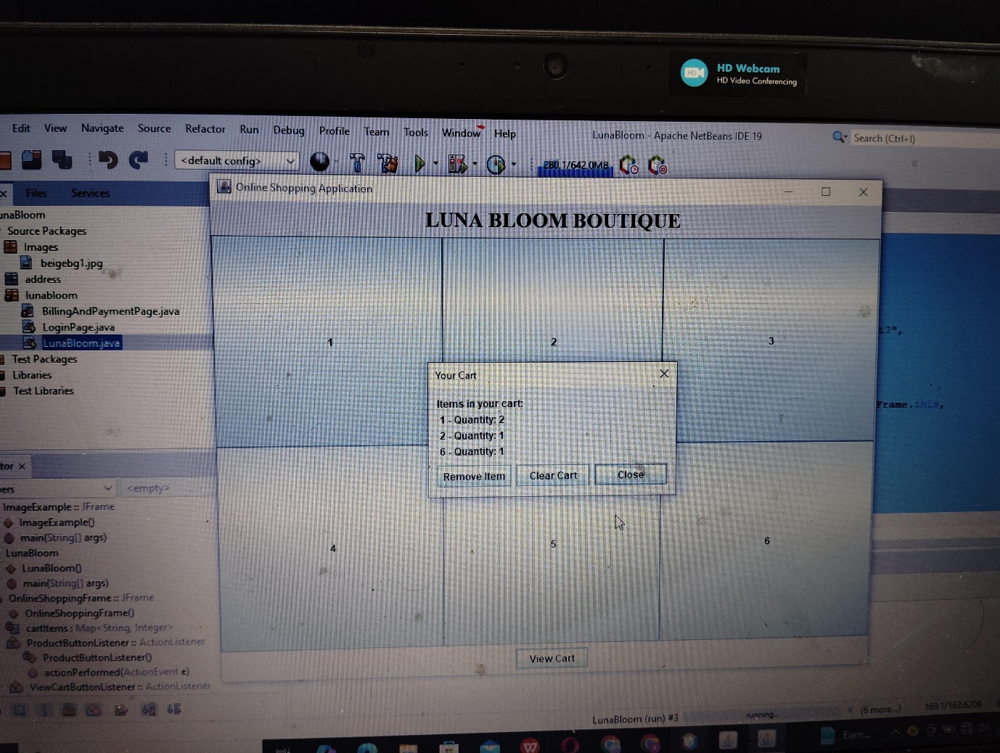 HD Webcam
HD
HD Video Conferencing
Edit View Navigate Source Refactor Run Debug Profile Team Tools Window Help
LunaBloom - Apache NetBeans IDE 19
Search (Ctrl+I)
<default config>
280.1/642.0MB
Files Services
Online Shopping Application
LUNA BLOOM BOUTIQUE
unaBloom
Source Packages
Images
beigebg1.jpg
address
lunabloom
BillingAndPaymentPage.java
LoginPage.java
LunaBloom.java
Test Packages
Libraries
Test Libraries
1
2
3
t?",
Frame.this,
Your Cart
Items in your cart:
1 - Quantity: 2
2 - Quantity: 1
6 - Quantity: 1
Remove Item Clear Cart Close
4
5
6
View Cart
tor
ers
<empty>
ImageExample :: JFrame
ImageExample()
main(String[] args)
LunaBloom
LunaBloom()
main(String[] args)
OnlineShoppingFrame :: JFrame
OnlineShoppingFrame()
cartItems : Map<String, Integer>
ProductButtonListener :: ActionListener
ProductButtonListener()
actionPerformed(ActionEvent e)
ViewCartButtonListener :: ActionListener
LunaBloom (run) #3
running...
(6 more...)
169:1/163:6209
Earn...